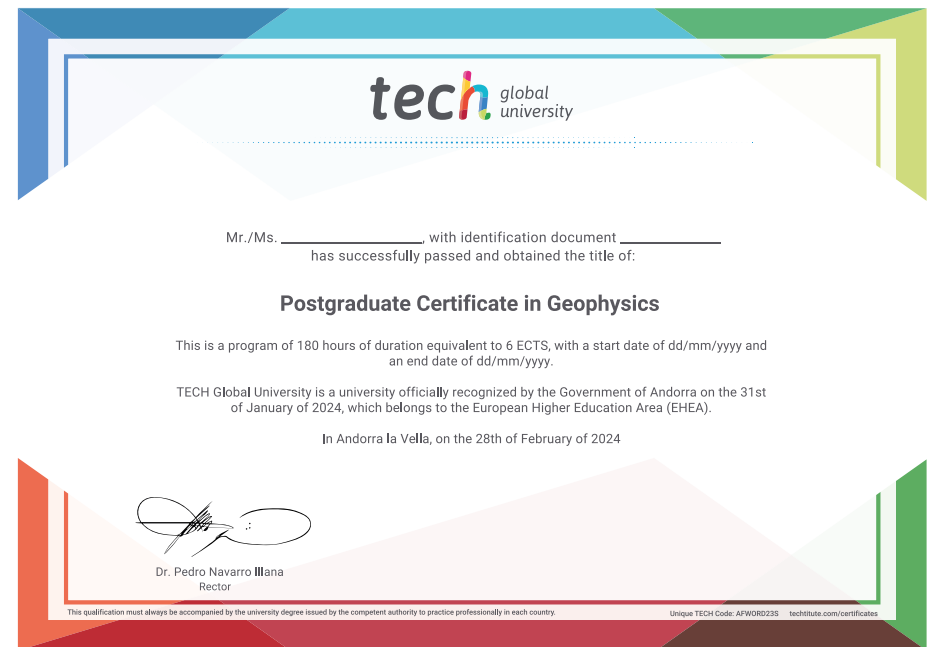 tech global
university
Mr./Ms. ____________, with identification document ____________
has successfully passed and obtained the title of:
Postgraduate Certificate in Geophysics
This is a program of 180 hours of duration equivalent to 6 ECTS, with a start date of dd/mm/yyyy and
an end date of dd/mm/yyyy.
TECH Global University is a university officially recognized by the Government of Andorra on the 31st
of January of 2024, which belongs to the European Higher Education Area (EHEA).
In Andorra la Vella, on the 28th of February of 2024
Dr. Pedro Navarro Illana
Rector
This qualification must always be accompanied by the university degree issued by the competent authority to practice professionally in each country.
Unique TECH Code: AFWORD23S techtitute.com/certificates